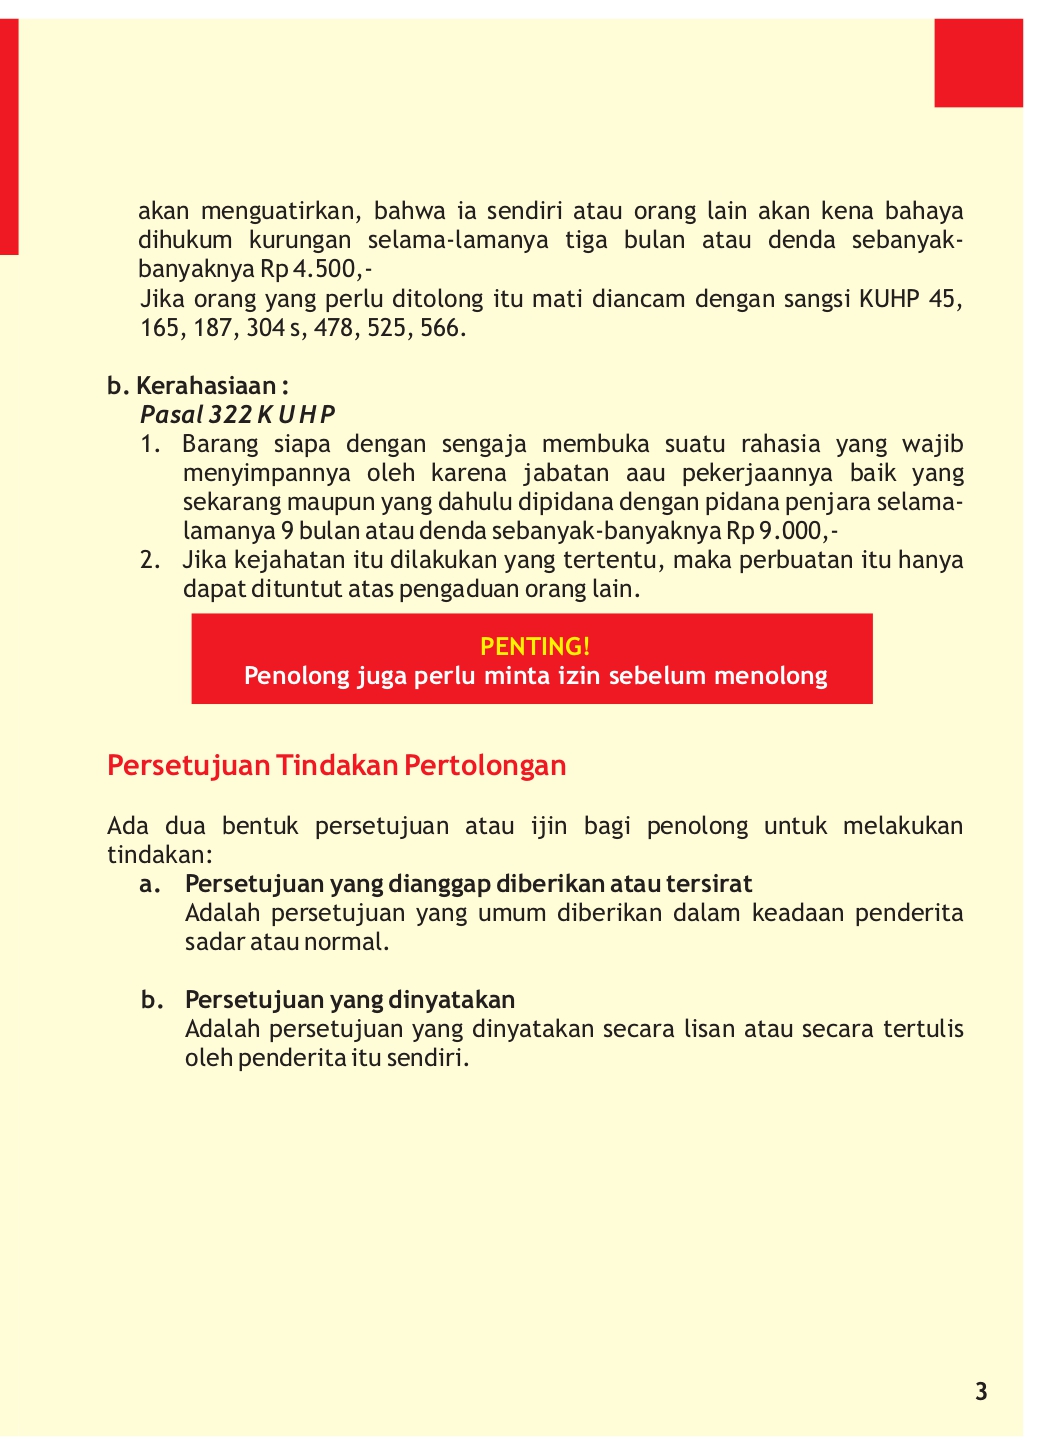 akan menguatirkan, bahwa ia sendiri atau orang lain akan kena bahaya
dihukum kurungan selama-lamanya tiga bulan atau denda sebanyak-
banyaknya Rp 4.500,-
Jika orang yang perlu ditolong itu mati diancam dengan sangsi KUHP 45,
165, 187, 304 s, 478, 525, 566.
b. Kerahasiaan :
Pasal 322 K U H P
1. Barang siapa dengan sengaja membuka suatu rahasia yang wajib
menyimpannya oleh karena jabatan aau pekerjaannya baik yang
sekarang maupun yang dahulu dipidana dengan pidana penjara selama-
lamanya 9 bulan atau denda sebanyak-banyaknya Rp 9.000,-
2. Jika kejahatan itu dilakukan yang tertentu, maka perbuatan itu hanya
dapat dituntut atas pengaduan orang lain.
PENTING!
Penolong juga perlu minta izin sebelum menolong
Persetujuan Tindakan Pertolongan
Ada dua bentuk persetujuan atau ijin bagi penolong untuk melakukan
tindakan:
a. Persetujuan yang dianggap diberikan atau tersirat
Adalah persetujuan yang umum diberikan dalam keadaan penderita
sadar atau normal.
b. Persetujuan yang dinyatakan
Adalah persetujuan yang dinyatakan secara lisan atau secara tertulis
oleh penderita itu sendiri.
3